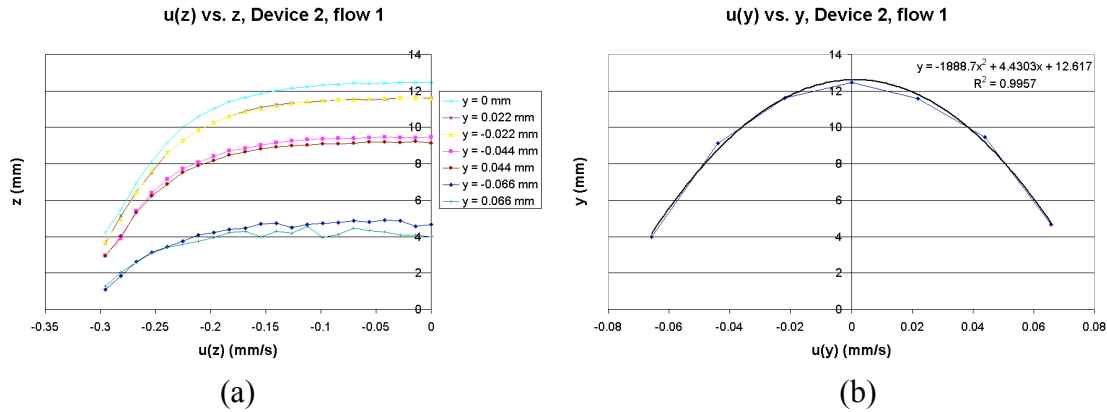 u(z) vs. z, Device 2, flow 1
14
12
10
8
6
4
2
0
-0.35 -0.3 -0.25 -0.2 -0.15 -0.1 -0.05 0
z (mm)
u(z) (mm/s)
y = 0 mm
y = 0.022 mm
y = -0.022 mm
y = -0.044 mm
y = 0.044 mm
y = -0.066 mm
y = 0.066 mm
(a)
u(y) vs. y, Device 2, flow 1
y = -1888.7x² + 4.4303x + 12.617
R² = 0.9957
14
12
10
8
6
4
2
0
-0.08 -0.06 -0.04 -0.02 0 0.02 0.04 0.06 0.08
y (mm)
u(y) (mm/s)
(b)